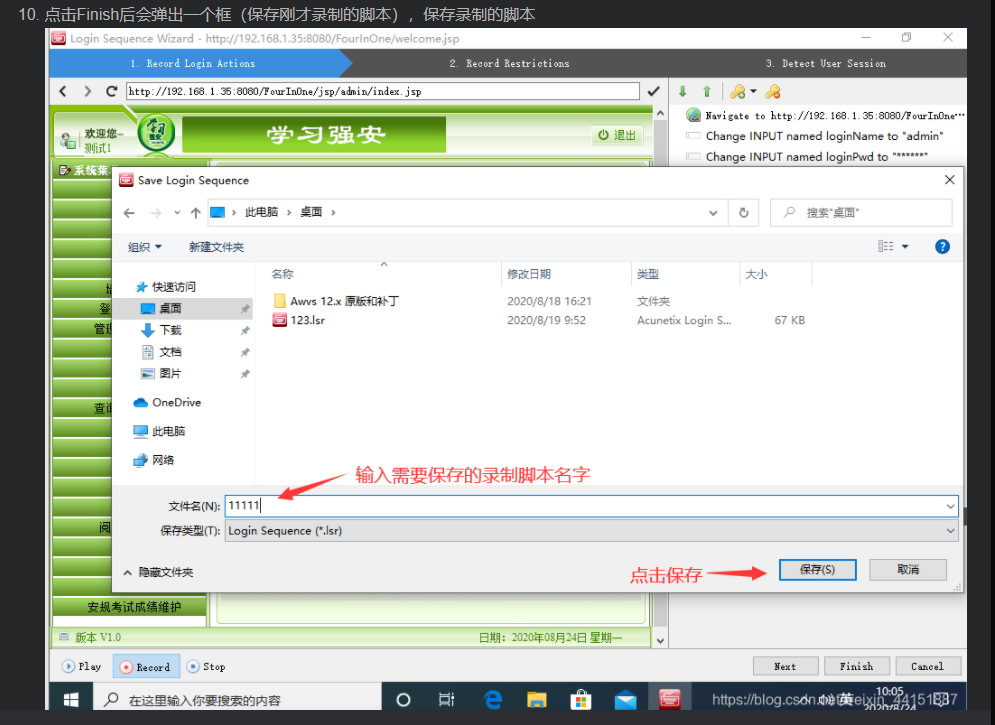 10. 点击Finish后会弹出一个框（保存刚才录制的脚本），保存录制的脚本
Login Sequence Wizard - http://192.168.1.35:8080/FourInOne/welcome.jsp
1. Record Login Actions
2. Record Restrictions
3. Detect User Session
http://192.168.1.35:8080/FourInOne/jsp/admin/index.jsp
Navigate to http://192.168.1.35:8080/FourInOne...
Change INPUT named loginName to "admin"
Change INPUT named loginPwd to "******"
欢迎您-
测试1
学习强安
退出
系统菜
Save Login Sequence
此电脑 > 桌面 >
搜索"桌面"
组织
新建文件夹
名称
修改日期
类型
大小
快速访问
桌面
下载
文档
图片
OneDrive
此电脑
网络
Awvs 12.x 原版和补丁
2020/8/18 16:21
文件夹
123.lsr
2020/8/19 9:52
Acunetix Login S...
67 KB
登
管理
查询
阅
输入需要保存的录制脚本名字
文件名(N):
11111
保存类型(T):
Login Sequence (*.lsr)
隐藏文件夹
点击保存
保存(S)
取消
安规考试成绩维护
版本 V1.0
日期：2020年08月24日 星期一
Play
Record
Stop
Next
Finish
Cancel
在这里输入你要搜索的内容
英
10:05
2020/8/24